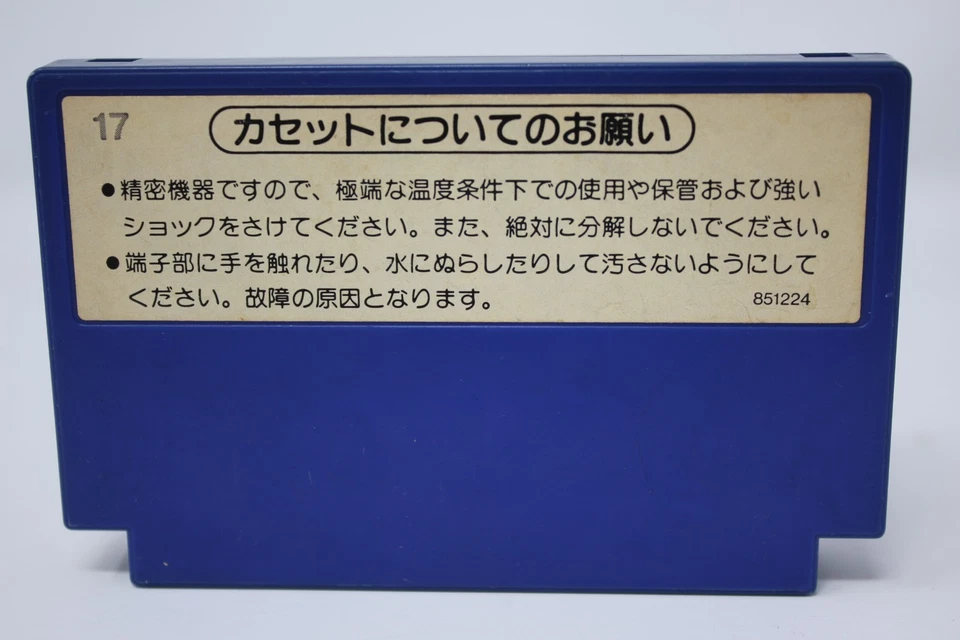 17
カセットについてのお願い
●精密機器ですので、極端な温度条件下での使用や保管および強い
ショックをさけてください。また、絶対に分解しないでください。
●端子部に手を触れたり、水にぬらしたりして汚さないようにして
ください。故障の原因となります。
851224